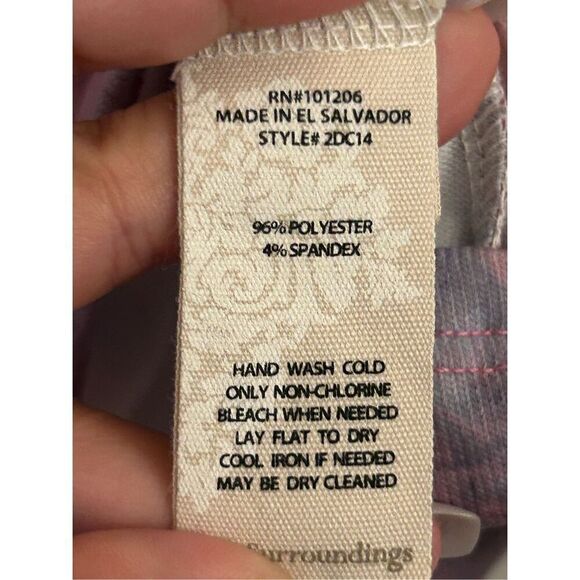 RN#101206
MADE IN EL SALVADOR
STYLE# 2DC14
96% POLYESTER
4% SPANDEX
HAND WASH COLD
ONLY NON-CHLORINE
BLEACH WHEN NEEDED
LAY FLAT TO DRY
COOL IRON IF NEEDED
MAY BE DRY CLEANED
Surroundings